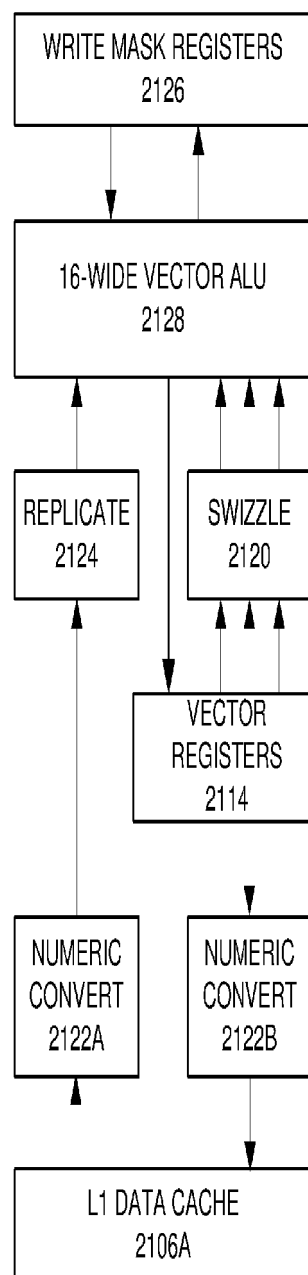 WRITE MASK REGISTERS
2126
16-WIDE VECTOR ALU
2128
REPLICATE
2124
SWIZZLE
2120
VECTOR
REGISTERS
2114
NUMERIC
CONVERT
2122A
NUMERIC
CONVERT
2122B
L1 DATA CACHE
2106A